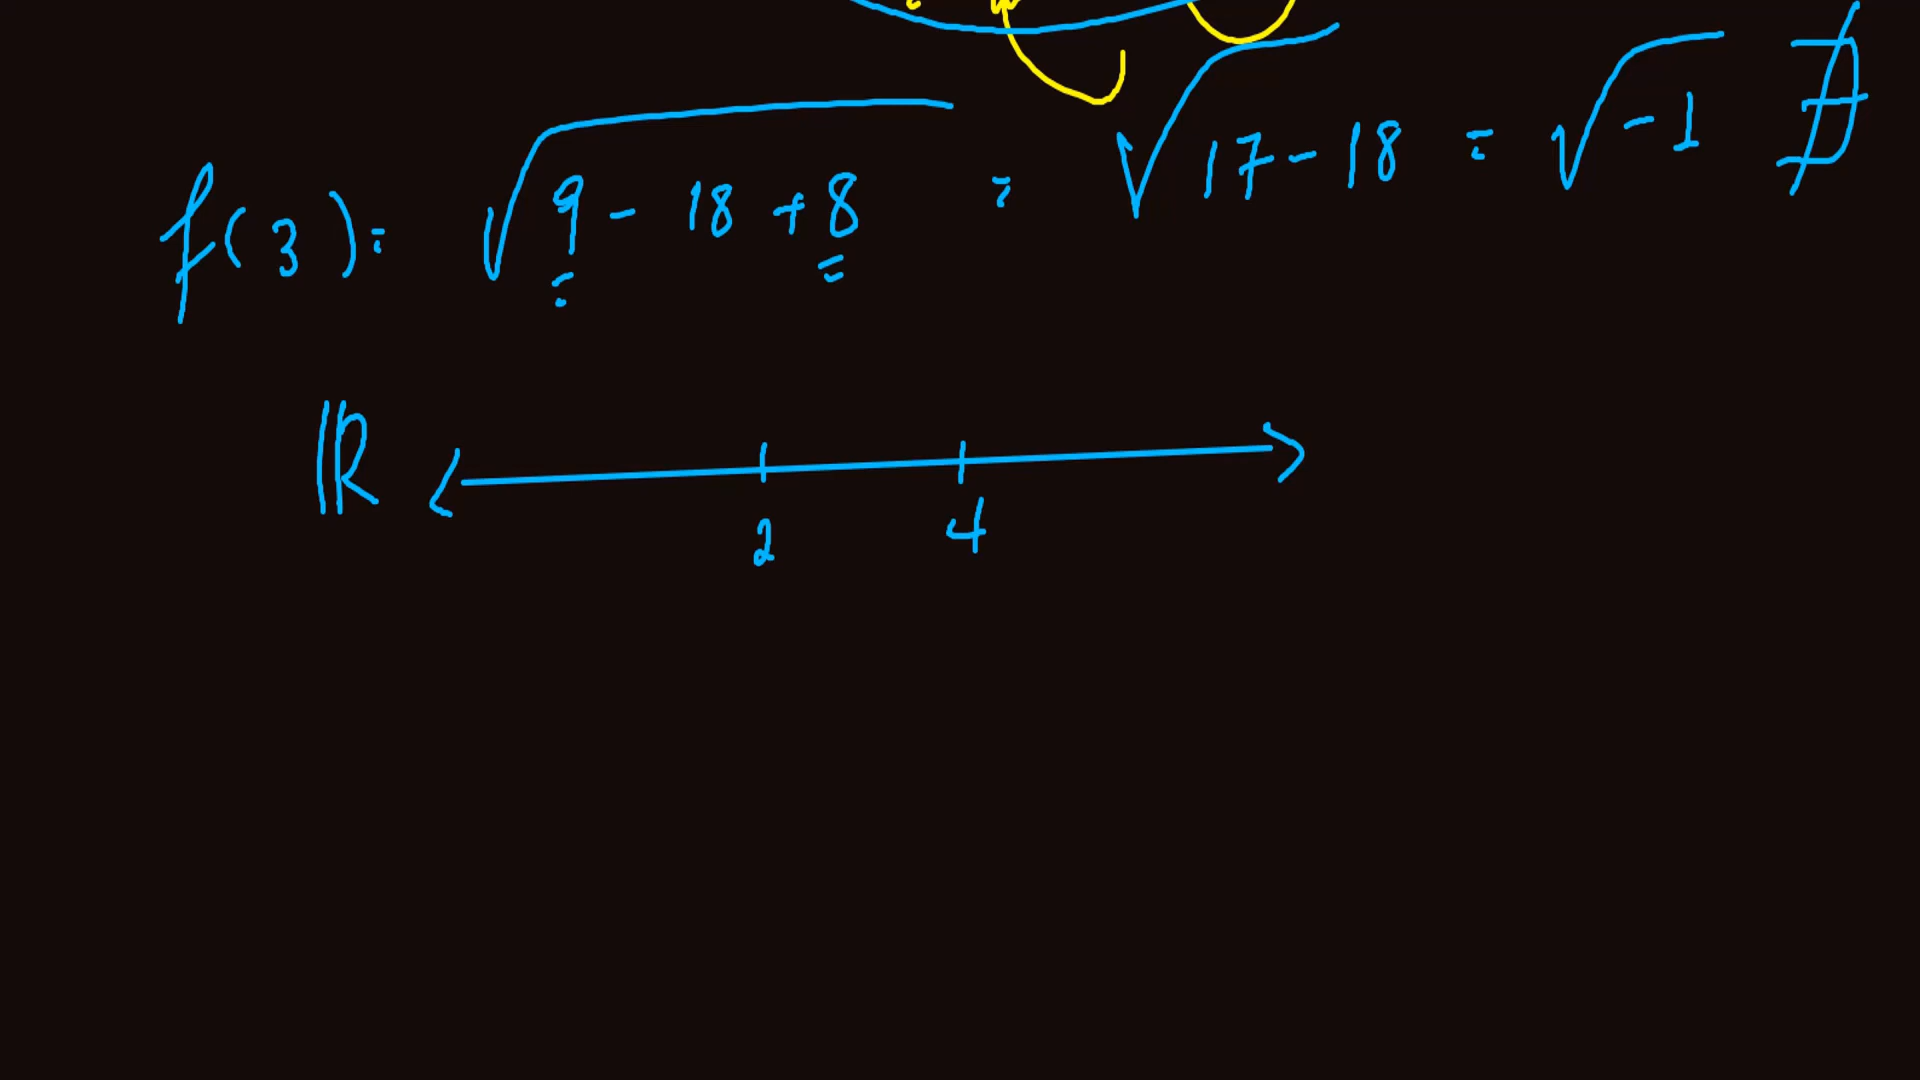 f(3) = √(9 - 18 + 8) = √(17 - 18) = √(-1) ∄
ℝ
2 4